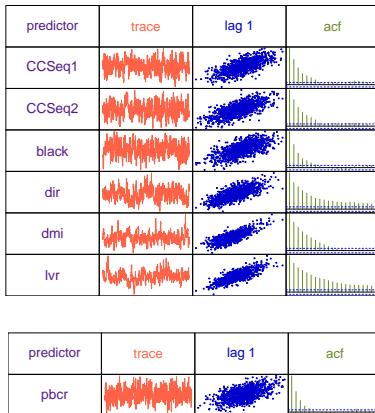 predictor trace lag 1 acf
CCSeq1
CCSeq2
black
dir
dmi
lvr
predictor trace lag 1 acf
pbcr